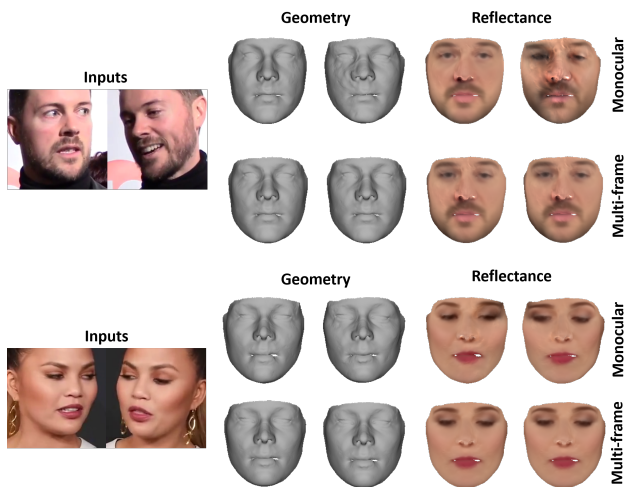 Geometry
Reflectance
Inputs
Monocular
Multi-frame
Geometry
Reflectance
Inputs
Monocular
Multi-frame